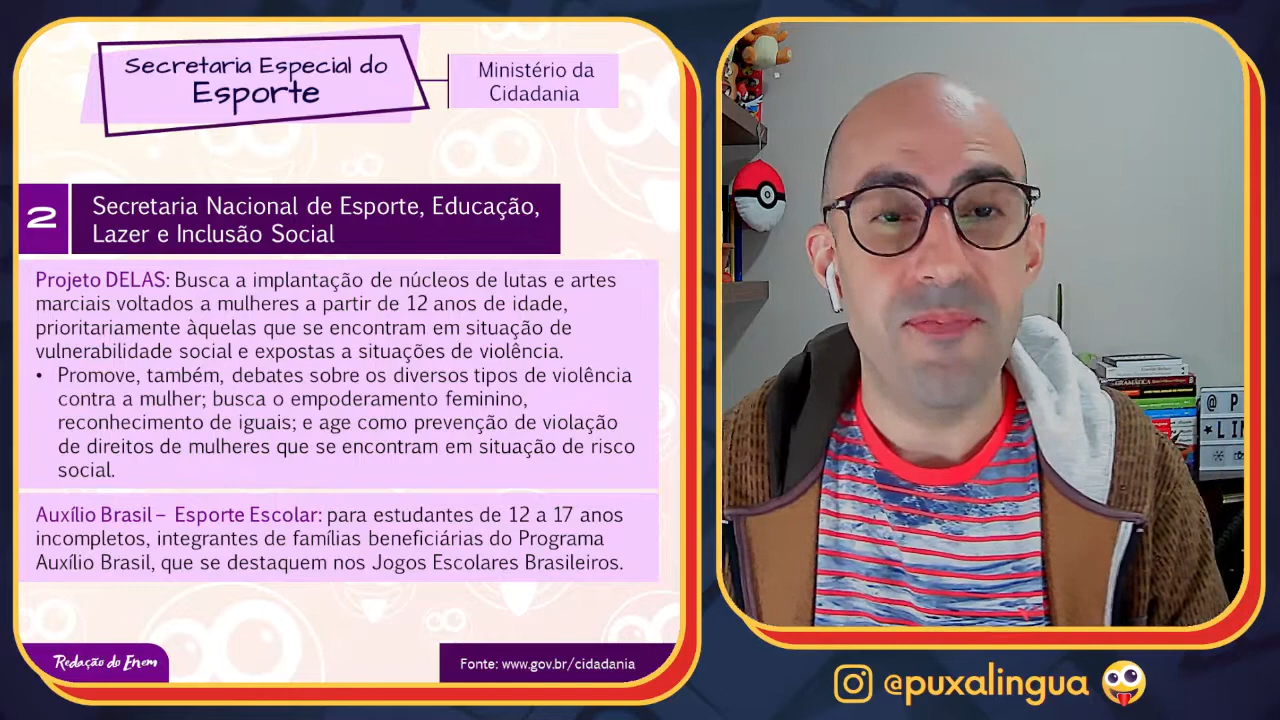 Secretaria Especial do
Esporte
Ministério da
Cidadania
2
Secretaria Nacional de Esporte, Educação,
Lazer e Inclusão Social
Projeto DELAS: Busca a implantação de núcleos de lutas e artes
marciais voltados a mulheres a partir de 12 anos de idade,
prioritariamente àquelas que se encontram em situação de
vulnerabilidade social e expostas a situações de violência.
• Promove, também, debates sobre os diversos tipos de violência
contra a mulher; busca o empoderamento feminino,
reconhecimento de iguais; e age como prevenção de violação
de direitos de mulheres que se encontram em situação de risco
social.
Auxílio Brasil – Esporte Escolar: para estudantes de 12 a 17 anos
incompletos, integrantes de famílias beneficiárias do Programa
Auxílio Brasil, que se destaquem nos Jogos Escolares Brasileiros.
Redação do Enem
Fonte: www.gov.br/cidadania
GRAMÁTICA
@ P
★ L I N
@puxalingua